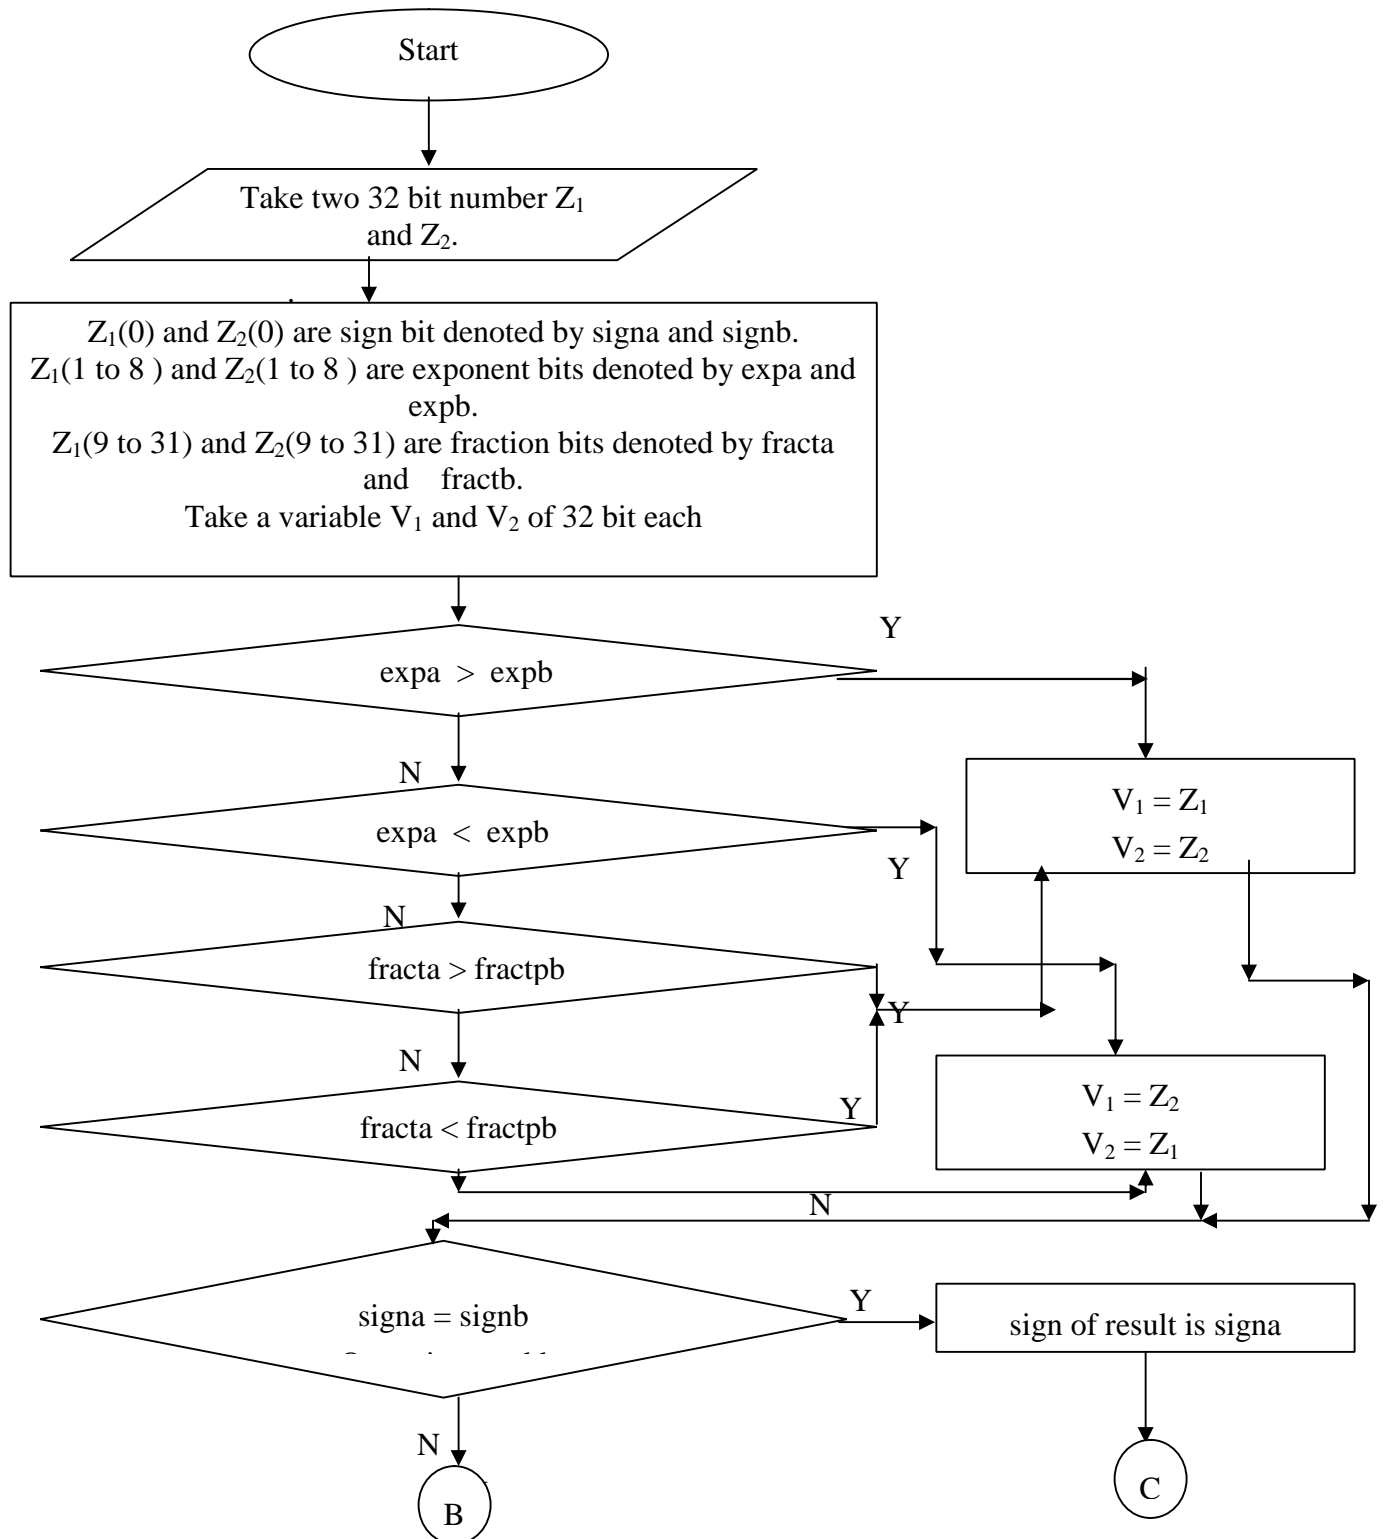 Start
Take two 32 bit number Z₁
and Z₂.
Z₁(0) and Z₂(0) are sign bit denoted by signa and signb.
Z₁(1 to 8 ) and Z₂(1 to 8 ) are exponent bits denoted by expa and
expb.
Z₁(9 to 31) and Z₂(9 to 31) are fraction bits denoted by fracta
and fractb.
Take a variable V₁ and V₂ of 32 bit each
Y
expa > expb
N
V₁ = Z₁
V₂ = Z₂
expa < expb
Y
N
fracta > fractpb
Y
N
V₁ = Z₂
V₂ = Z₁
fracta < fractpb
Y
N
signa = signb
Y
sign of result is signa
N
B
C